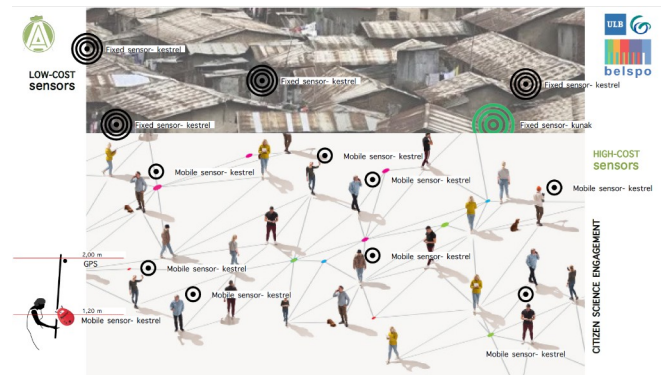 LOW-COST
sensors
Fixed sensor- kestrel
Fixed sensor- kestrel
Fixed sensor- kestrel
Fixed sensor- kestrel
Fixed sensor- kunak
ULB
belspo
HIGH-COST
sensors
Mobile sensor- kestrel
Mobile sensor- kestrel
Mobile sensor- kestrel
Mobile sensor- kestrel
Mobile sensor- kestrel
Mobile sensor- kestrel
Mobile sensor- kestrel
Mobile sensor- kestrel
2,00 m
GPS
1,20 m
Mobile sensor- kestrel
CITIZEN SCIENCE ENGAGEMENT